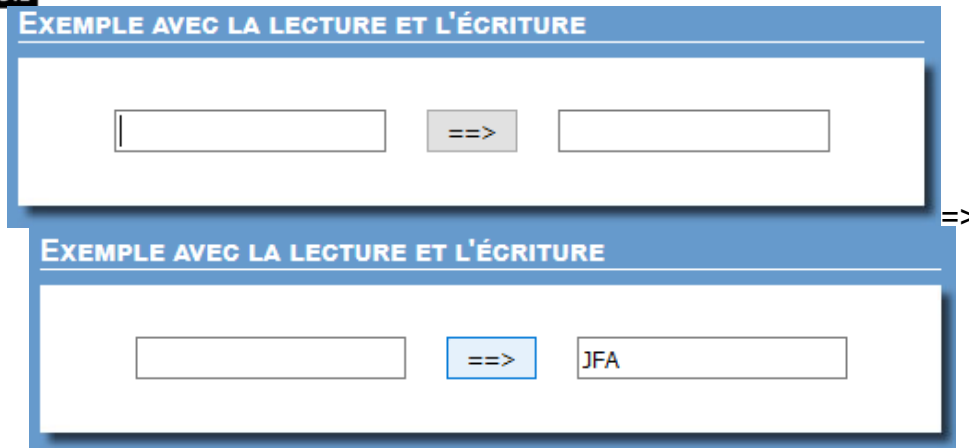 EXEMPLE AVEC LA LECTURE ET L'ÉCRITURE
==>
=>
EXEMPLE AVEC LA LECTURE ET L'ÉCRITURE
==> JFA